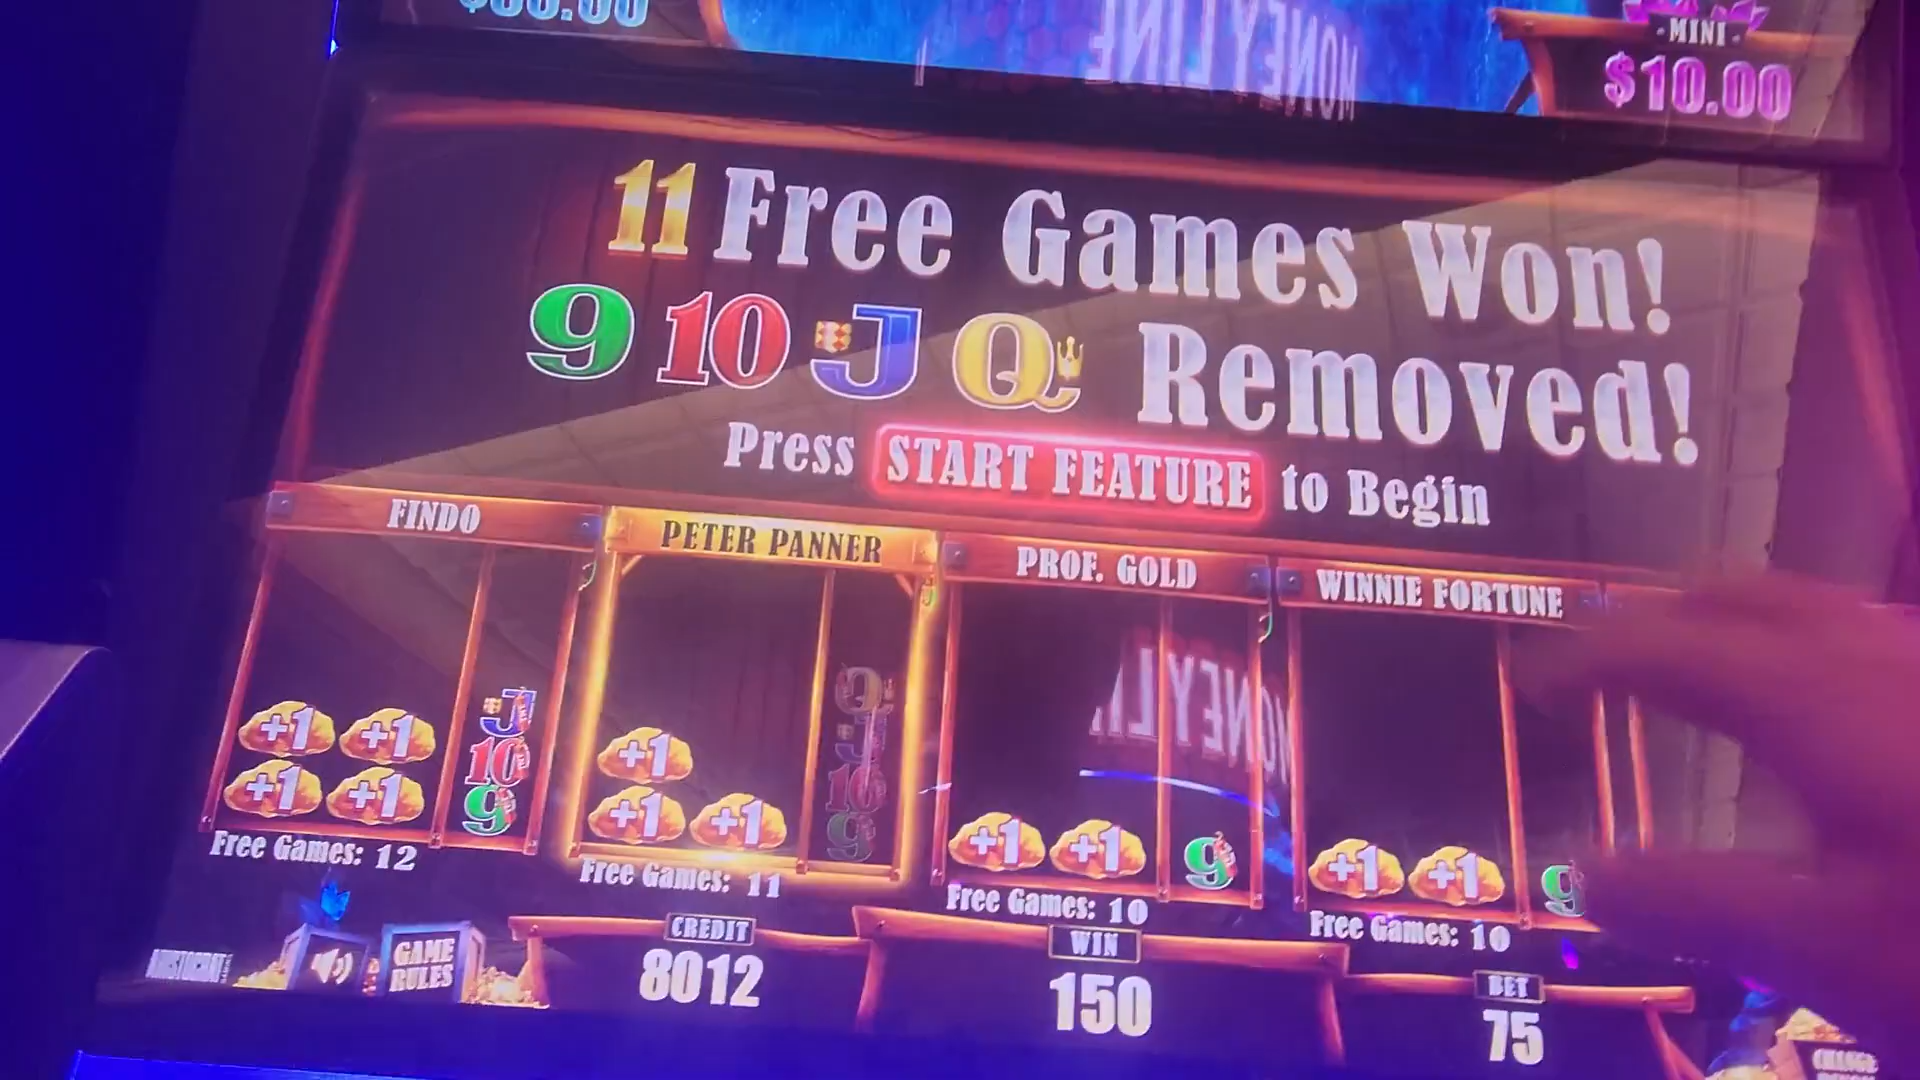 MINI
$10.00
11 Free Games Won!
9 10 J Q Removed!
Press START FEATURE to Begin
FINDO
PETER PANNER
PROF. GOLD
WINNIE FORTUNE
+1 +1
+1 +1
J
10
9
Free Games: 12
+1
+1 +1
Q
J
10
9
Free Games: 11
+1 +1
9
Free Games: 10
+1 +1
9
Free Games: 10
ARISTOCRAT
GAME
RULES
CREDIT
8012
WIN
150
BET
75
CHANGE